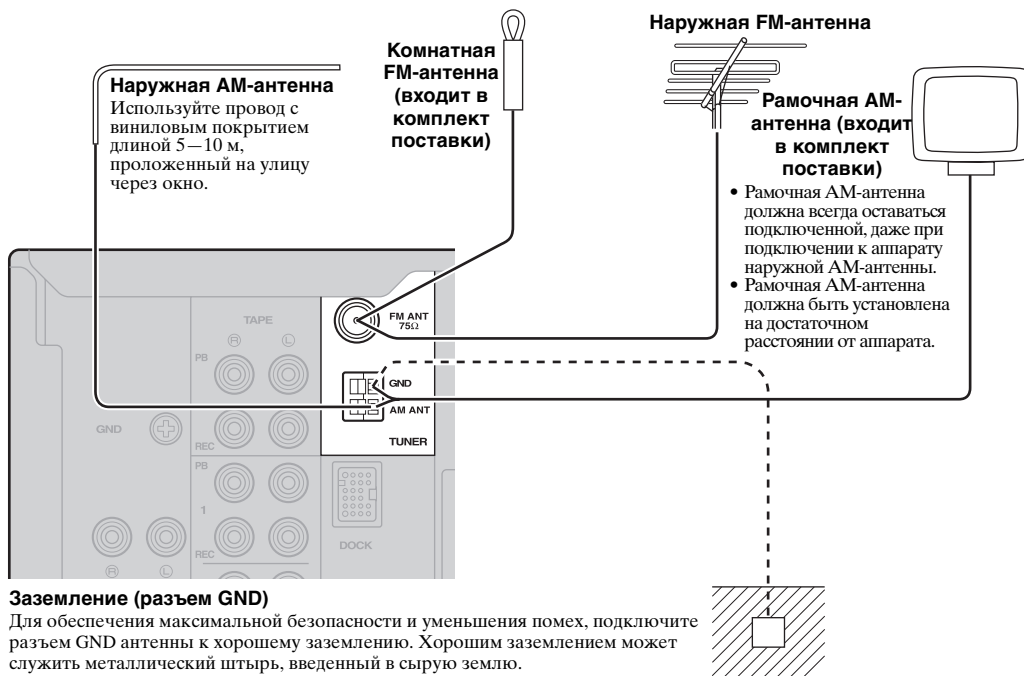 Наружная FM-антенна
Комнатная
FM-антенна
(входит в
комплект
поставки)
Наружная AM-антенна
Используйте провод с
виниловым покрытием
длиной 5—10 м,
проложенный на улицу
через окно.
Рамочная AM-
антенна (входит
в комплект
поставки)
• Рамочная AM-антенна
должна всегда оставаться
подключенной, даже при
подключении к аппарату
наружной AM-антенны.
• Рамочная AM-антенна
должна быть установлена
на достаточном
расстоянии от аппарата.
TAPE
R L
PB
REC
GND
PB
1
REC
R L
FM ANT
75Ω
GND
AM ANT
TUNER
DOCK
Заземление (разъем GND)
Для обеспечения максимальной безопасности и уменьшения помех, подключите
разъем GND антенны к хорошему заземлению. Хорошим заземлением может
служить металлический штырь, введенный в сырую землю.